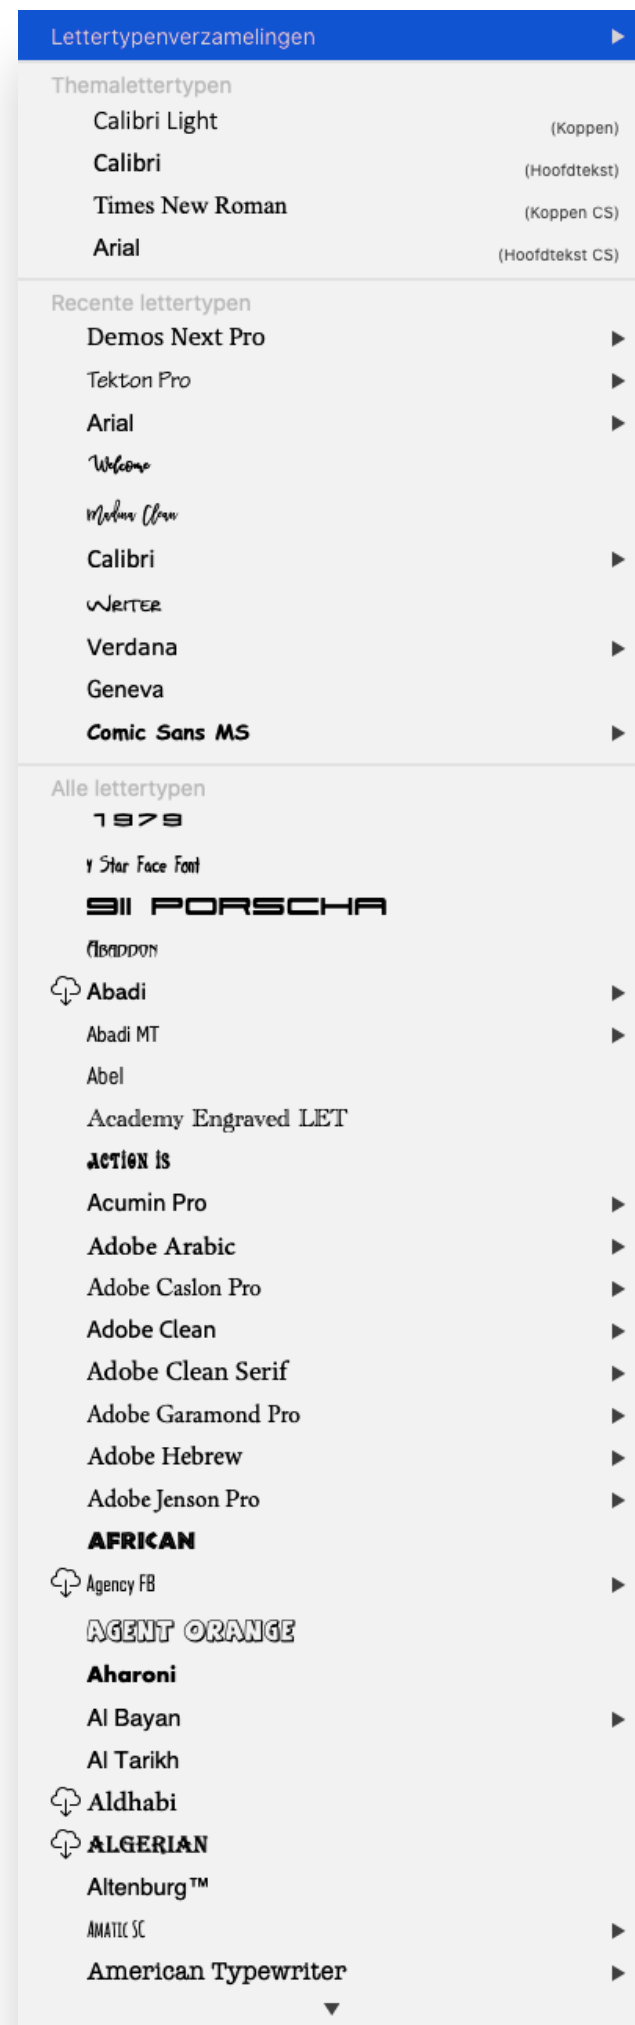 Lettertypenverzamelingen
Themalettertypen
Calibri Light (Koppen)
Calibri (Hoofdtekst)
Times New Roman (Koppen CS)
Arial (Hoofdtekst CS)
Recente lettertypen
Demos Next Pro
Tekton Pro
Arial
Welcome
Madina Clean
Calibri
WRITER
Verdana
Geneva
Comic Sans MS
Alle lettertypen
1979
Y Star Face Font
911 PORSCHA
ABADDON
Abadi
Abadi MT
Abel
Academy Engraved LET
ACTION IS
Acumin Pro
Adobe Arabic
Adobe Caslon Pro
Adobe Clean
Adobe Clean Serif
Adobe Garamond Pro
Adobe Hebrew
Adobe Jenson Pro
AFRICAN
Agency FB
AGENT ORANGE
Aharoni
Al Bayan
Al Tarikh
Aldhabi
ALGERIAN
Altenburg™
AMATIC SC
American Typewriter